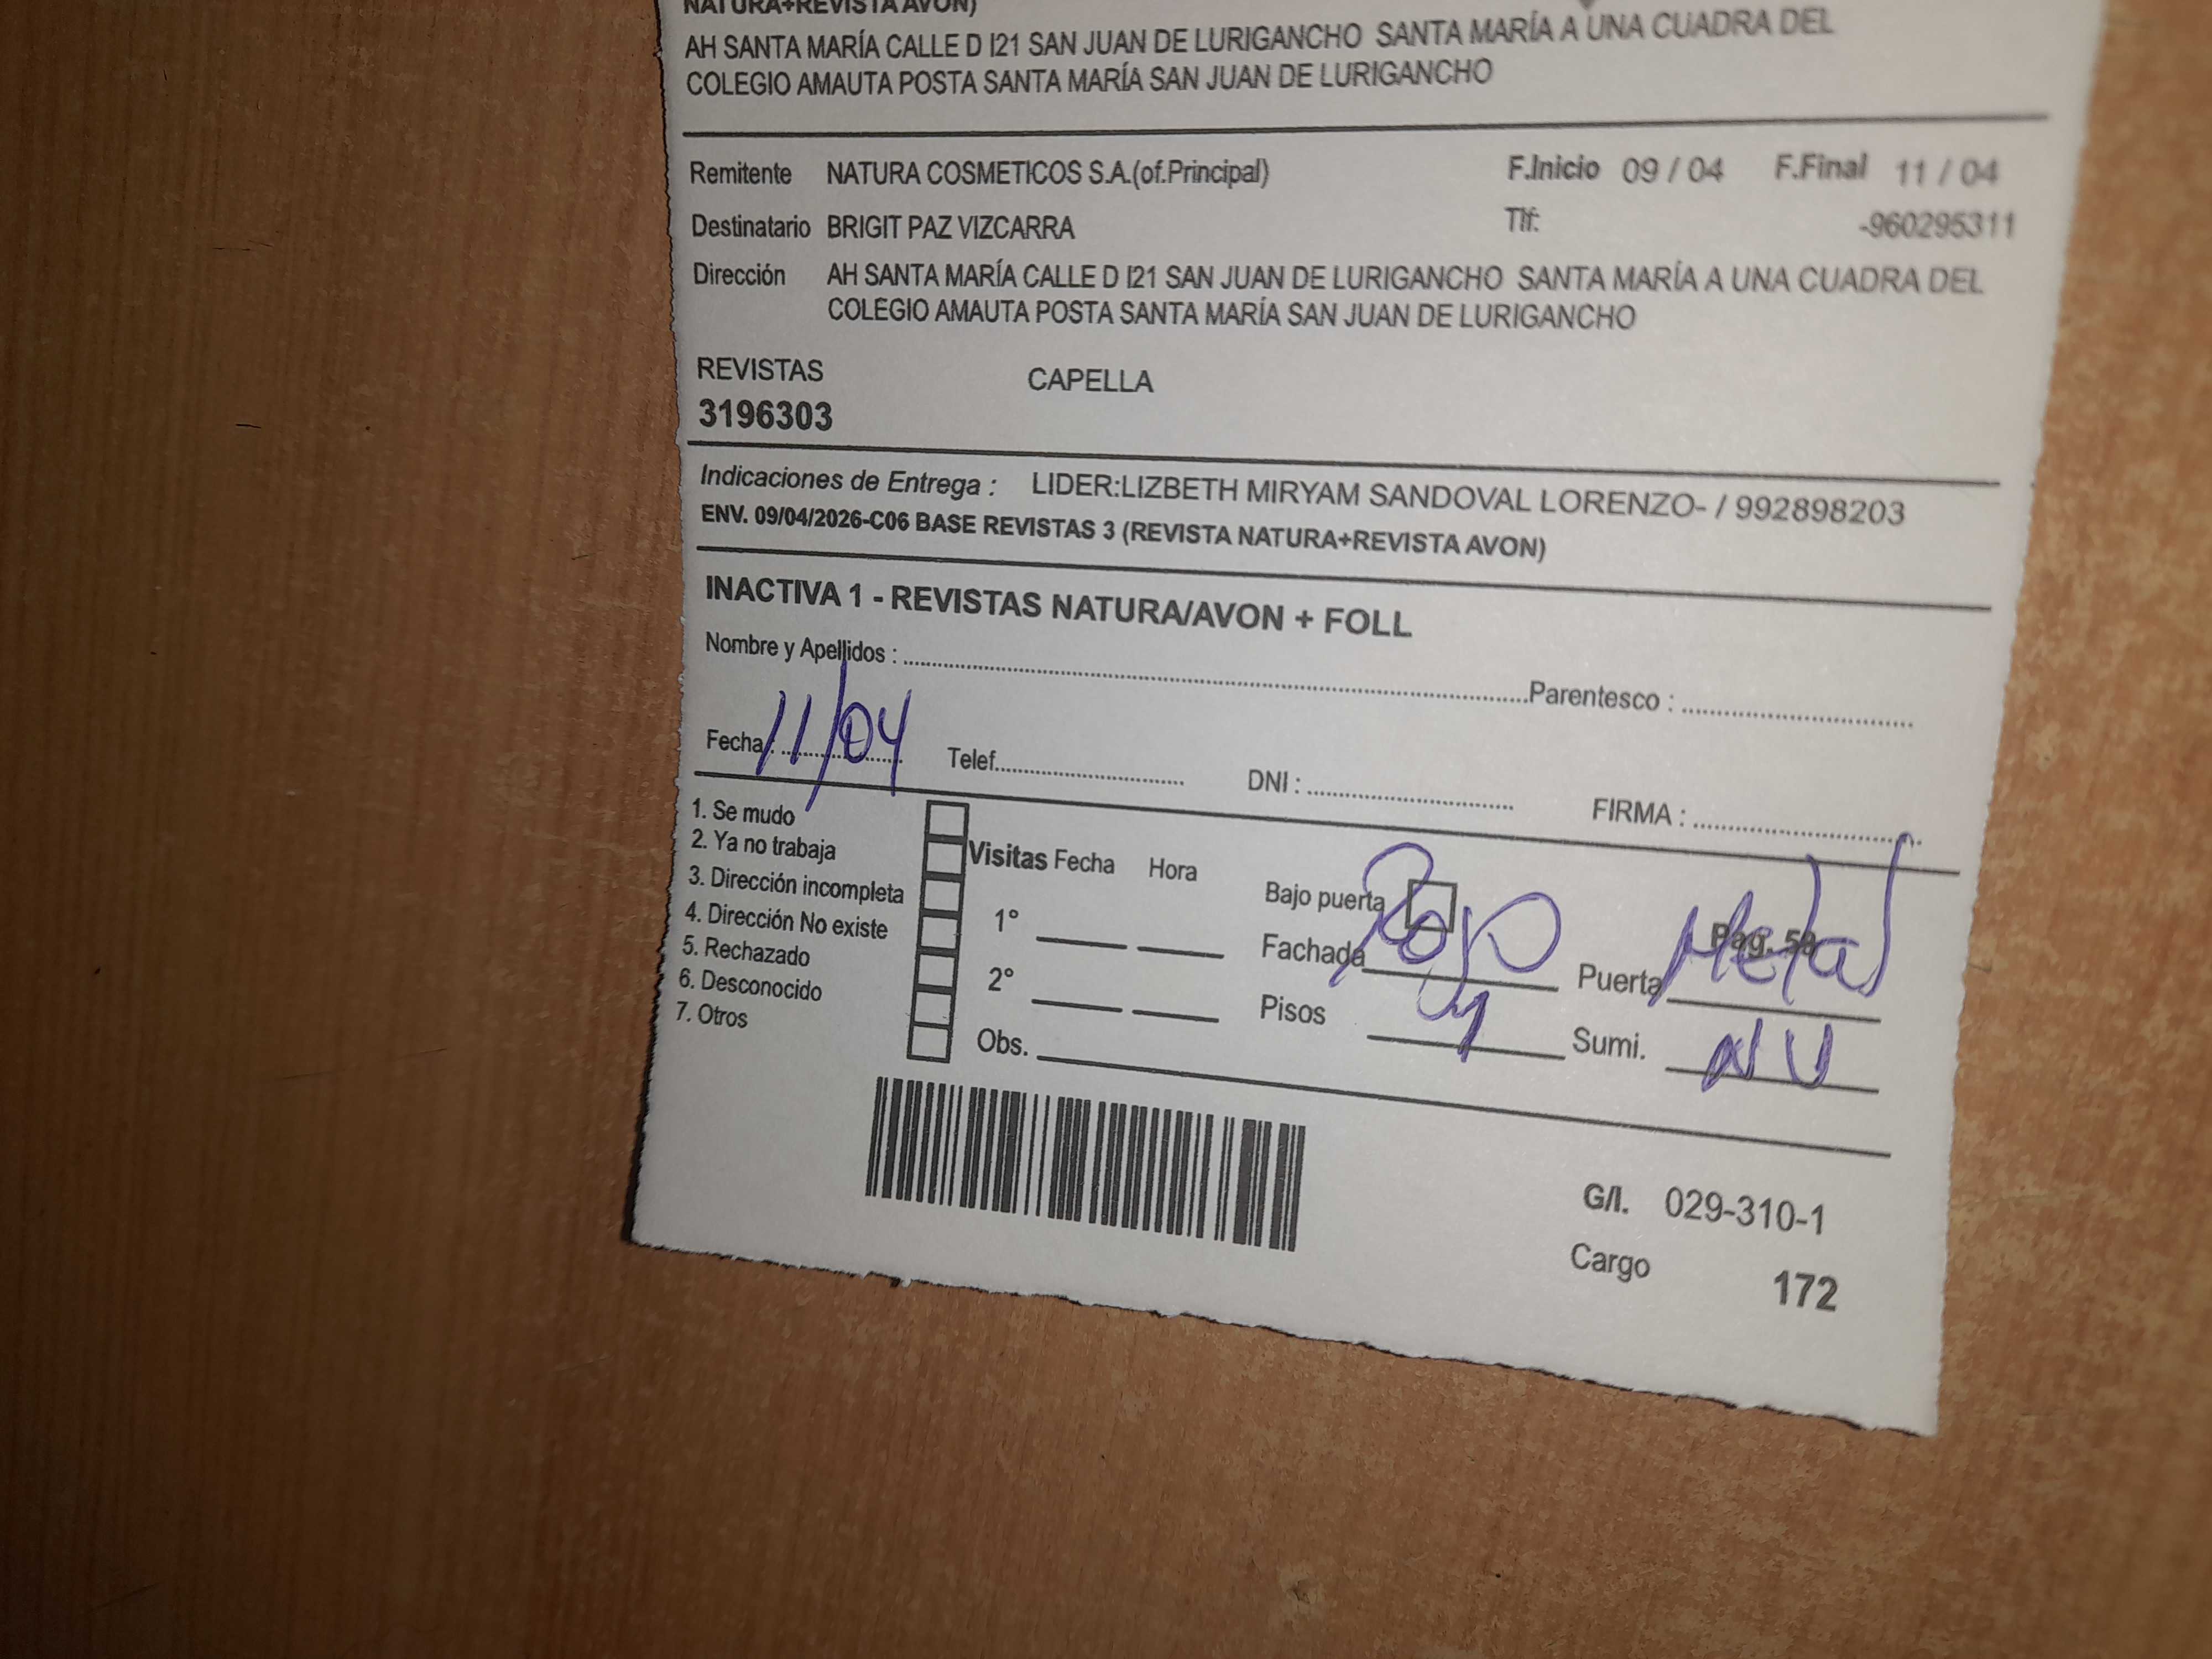 NATURA+REVISTA AVON)
AH SANTA MARÍA CALLE D I21 SAN JUAN DE LURIGANCHO SANTA MARÍA A UNA CUADRA DEL
COLEGIO AMAUTA POSTA SANTA MARÍA SAN JUAN DE LURIGANCHO
Remitente NATURA COSMETICOS S.A.(of.Principal) F.Inicio 09 / 04 F.Final 11 / 04
Destinatario BRIGIT PAZ VIZCARRA Tlf: -960295311
Dirección AH SANTA MARÍA CALLE D I21 SAN JUAN DE LURIGANCHO SANTA MARÍA A UNA CUADRA DEL
COLEGIO AMAUTA POSTA SANTA MARÍA SAN JUAN DE LURIGANCHO
REVISTAS CAPELLA
3196303
Indicaciones de Entrega : LIDER:LIZBETH MIRYAM SANDOVAL LORENZO- / 992898203
ENV. 09/04/2026-C06 BASE REVISTAS 3 (REVISTA NATURA+REVISTA AVON)
INACTIVA 1 - REVISTAS NATURA/AVON + FOLL
Nombre y Apellidos : Parentesco :
Fecha : 11/04 Telef. DNI : FIRMA :
1. Se mudo
2. Ya no trabaja
3. Dirección incompleta
4. Dirección No existe
5. Rechazado
6. Desconocido
7. Otros
Visitas Fecha Hora
1°
2°
Obs.
Bajo puerta
Fachada Rojo Puerta Metal
Pag. 58
Pisos 4 Sumi. NU
G/I. 029-310-1
Cargo 172